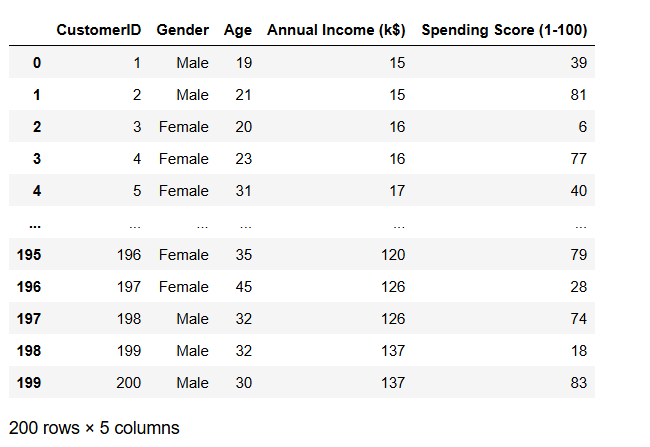 CustomerID Gender Age Annual Income (k$) Spending Score (1-100)
0 1 Male 19 15 39
1 2 Male 21 15 81
2 3 Female 20 16 6
3 4 Female 23 16 77
4 5 Female 31 17 40
... ... ... ... ... ...
195 196 Female 35 120 79
196 197 Female 45 126 28
197 198 Male 32 126 74
198 199 Male 32 137 18
199 200 Male 30 137 83
200 rows × 5 columns